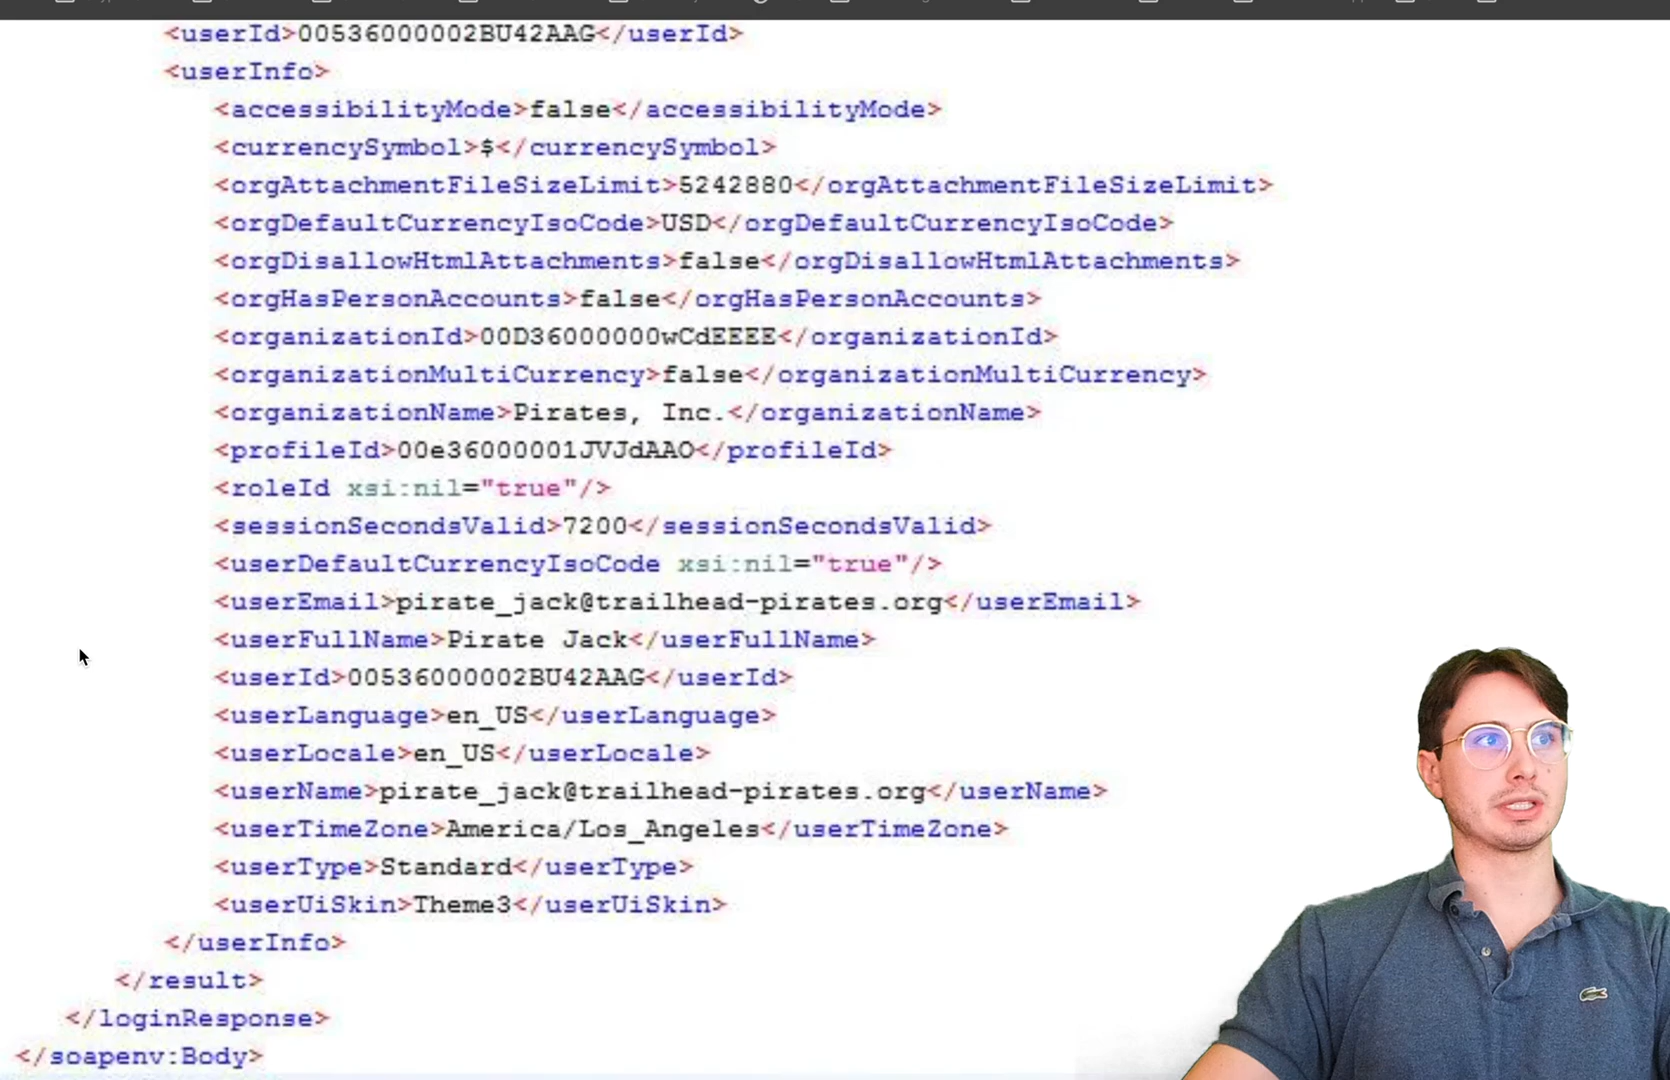 <userId>00536000002BU42AAG</userId>
<userInfo>
<accessibilityMode>false</accessibilityMode>
<currencySymbol>$</currencySymbol>
<orgAttachmentFileSizeLimit>5242880</orgAttachmentFileSizeLimit>
<orgDefaultCurrencyIsoCode>USD</orgDefaultCurrencyIsoCode>
<orgDisallowHtmlAttachments>false</orgDisallowHtmlAttachments>
<orgHasPersonAccounts>false</orgHasPersonAccounts>
<organizationId>00D36000000wCdEEEE</organizationId>
<organizationMultiCurrency>false</organizationMultiCurrency>
<organizationName>Pirates, Inc.</organizationName>
<profileId>00e36000001JVJdAAO</profileId>
<roleId xsi:nil="true"/>
<sessionSecondsValid>7200</sessionSecondsValid>
<userDefaultCurrencyIsoCode xsi:nil="true"/>
<userEmail>pirate_jack@trailhead-pirates.org</userEmail>
<userFullName>Pirate Jack</userFullName>
<userId>00536000002BU42AAG</userId>
<userLanguage>en_US</userLanguage>
<userLocale>en_US</userLocale>
<userName>pirate_jack@trailhead-pirates.org</userName>
<userTimeZone>America/Los_Angeles</userTimeZone>
<userType>Standard</userType>
<userUiSkin>Theme3</userUiSkin>
</userInfo>
</result>
</loginResponse>
</soapenv:Body>